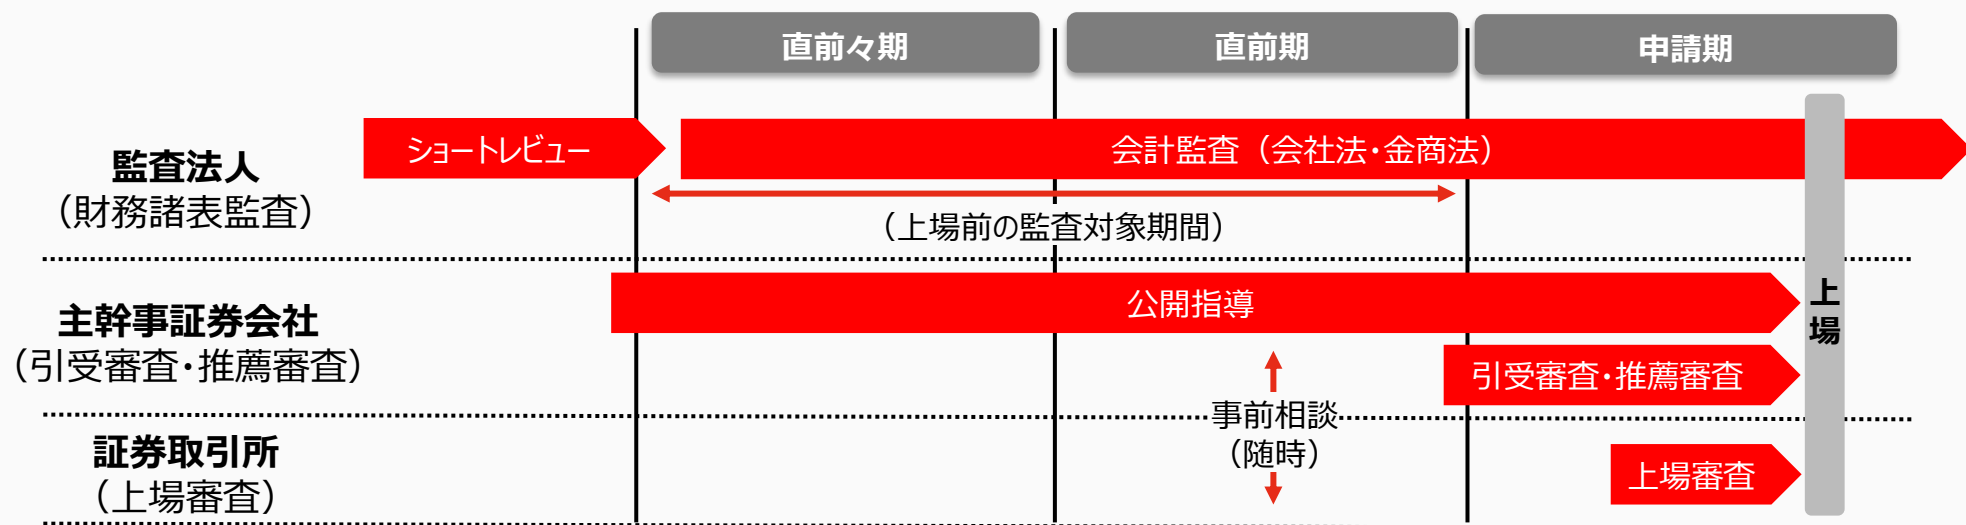 直前々期
直前期
申請期
ショートレビュー
会計監査（会社法・金商法）
監査法人
（財務諸表監査）
（上場前の監査対象期間）
公開指導
主幹事証券会社
（引受審査・推薦審査）
上場
引受審査・推薦審査
事前相談
（随時）
証券取引所
（上場審査）
上場審査